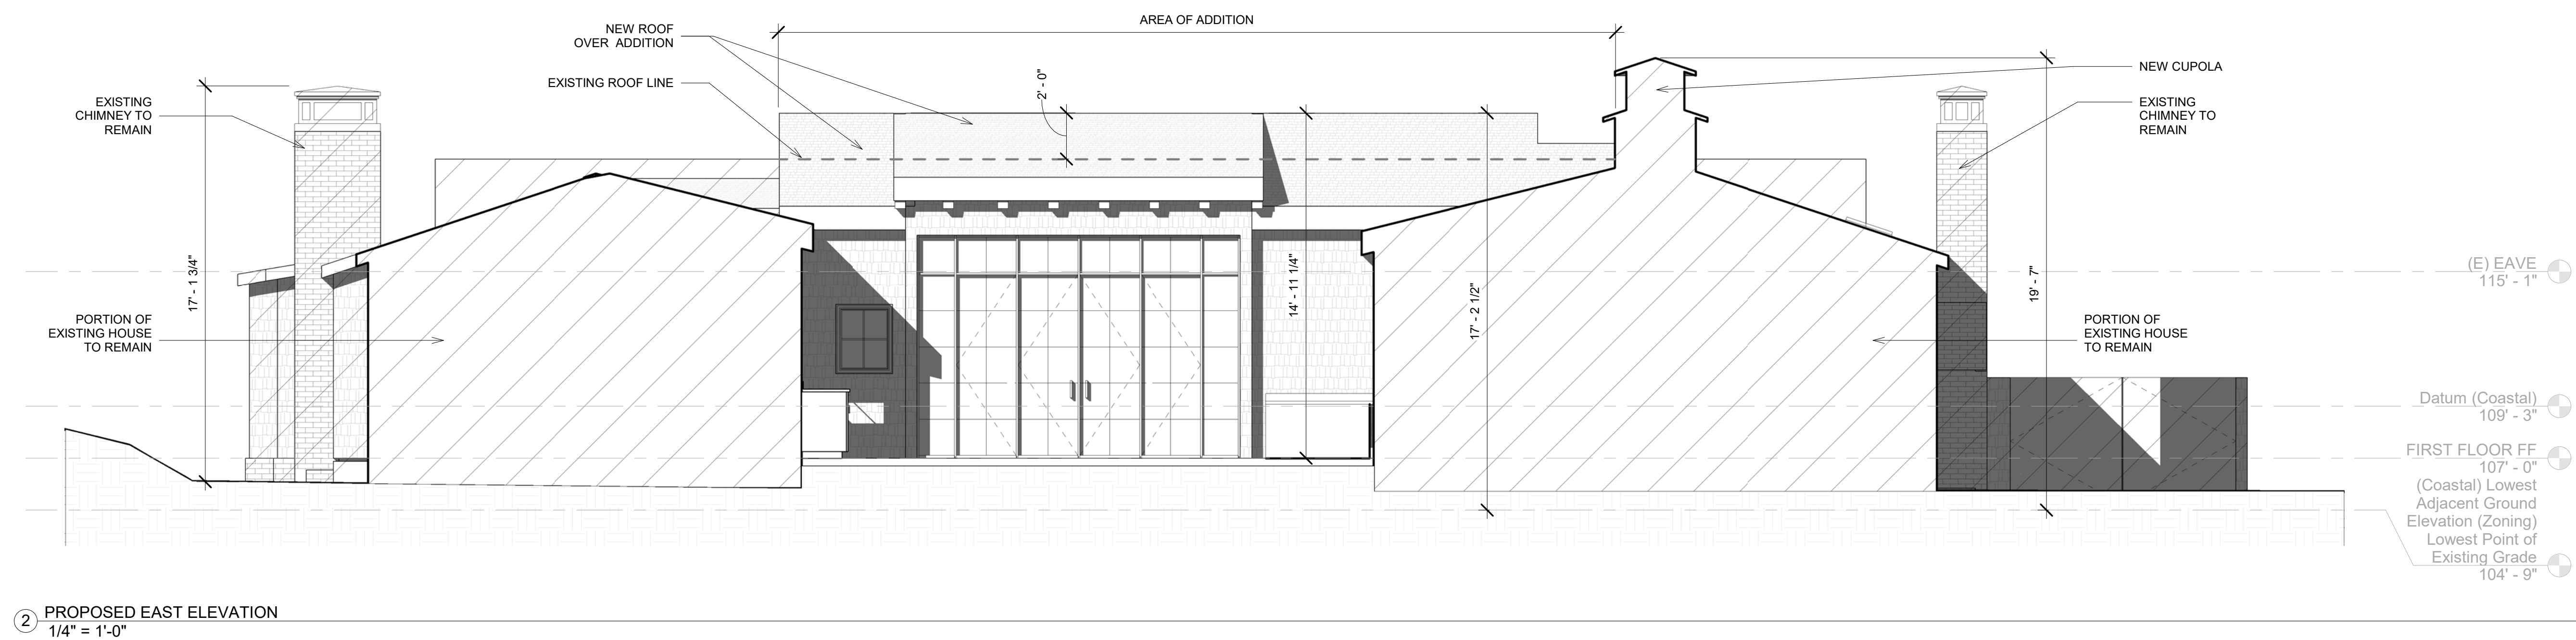 AREA OF ADDITION
NEW ROOF
OVER ADDITION
EXISTING ROOF LINE
2' - 0"
NEW CUPOLA
EXISTING
CHIMNEY TO
REMAIN
EXISTING
CHIMNEY TO
REMAIN
17' - 1 3/4"
14' - 11 1/4"
17' - 2 1/2"
19' - 7"
PORTION OF
EXISTING HOUSE
TO REMAIN
PORTION OF
EXISTING HOUSE
TO REMAIN
(E) EAVE
115' - 1"
Datum (Coastal)
109' - 3"
FIRST FLOOR FF
107' - 0"
(Coastal) Lowest
Adjacent Ground
Elevation (Zoning)
Lowest Point of
Existing Grade
104' - 9"
2
PROPOSED EAST ELEVATION
1/4" = 1'-0"